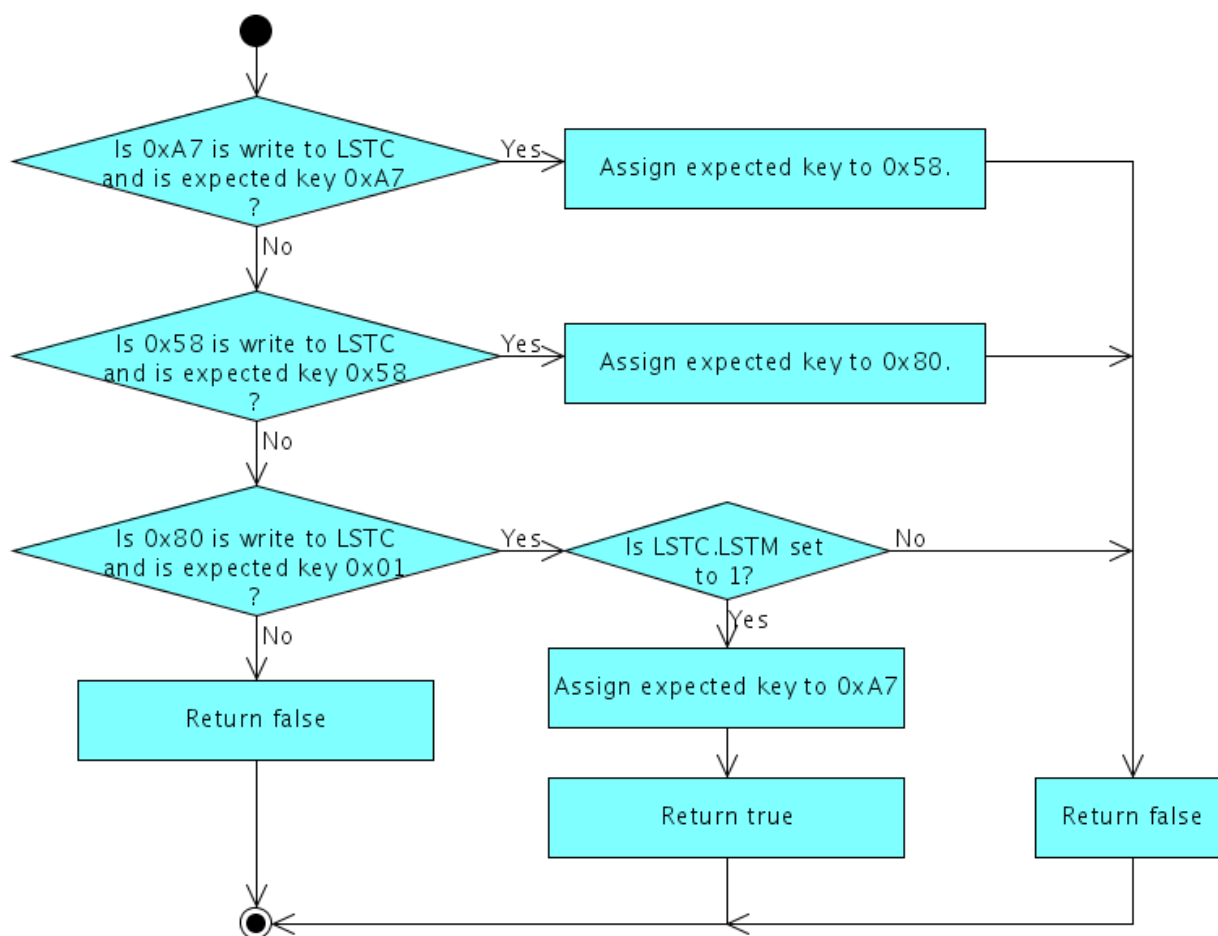 Is 0xA7 is write to LSTC
and is expected key 0xA7
?
Yes
Assign expected key to 0x58.
No
Is 0x58 is write to LSTC
and is expected key 0x58
?
Yes
Assign expected key to 0x80.
No
Is 0x80 is write to LSTC
and is expected key 0x01
?
Yes
Is LSTC.LSTM set
to 1?
No
No
Yes
Return false
Assign expected key to 0xA7
Return true
Return false